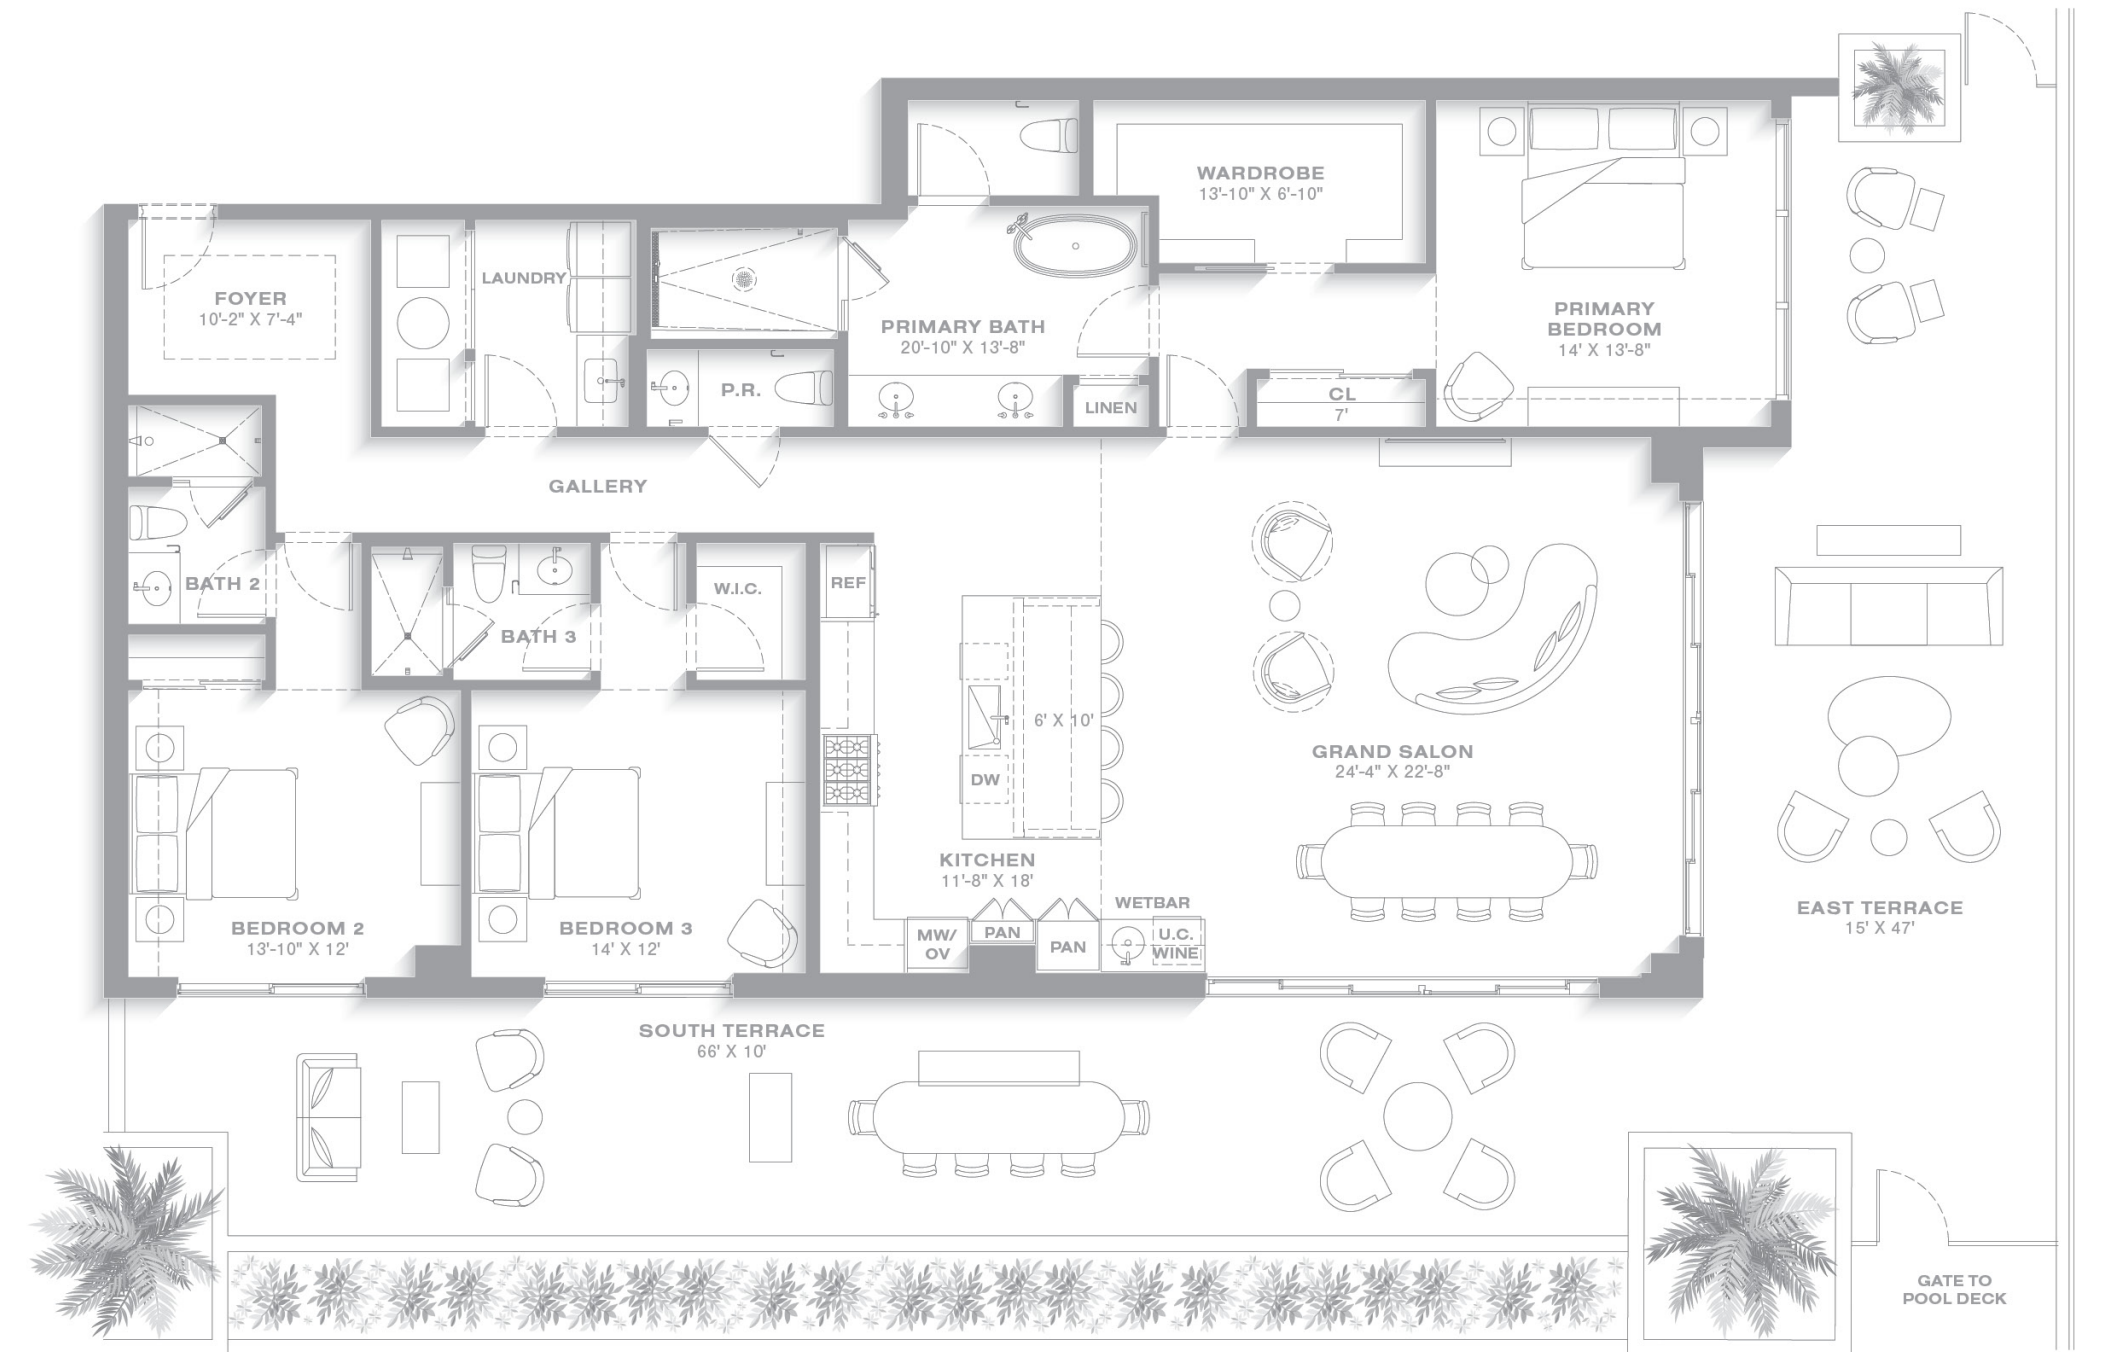 WARDROBE
13'-10" X 6'-10"
LAUNDRY
FOYER
10'-2" X 7'-4"
PRIMARY BATH
20'-10" X 13'-8"
PRIMARY
BEDROOM
14' X 13'-8"
P.R.
LINEN
CL
7'
GALLERY
BATH 2
BATH 3
W.I.C.
REF
6' X 10'
DW
GRAND SALON
24'-4" X 22'-8"
KITCHEN
11'-8" X 18'
WETBAR
EAST TERRACE
15' X 47'
BEDROOM 2
13'-10" X 12'
BEDROOM 3
14' X 12'
MW/
OV
PAN
PAN
U.C.
WINE
SOUTH TERRACE
66' X 10'
GATE TO
POOL DECK